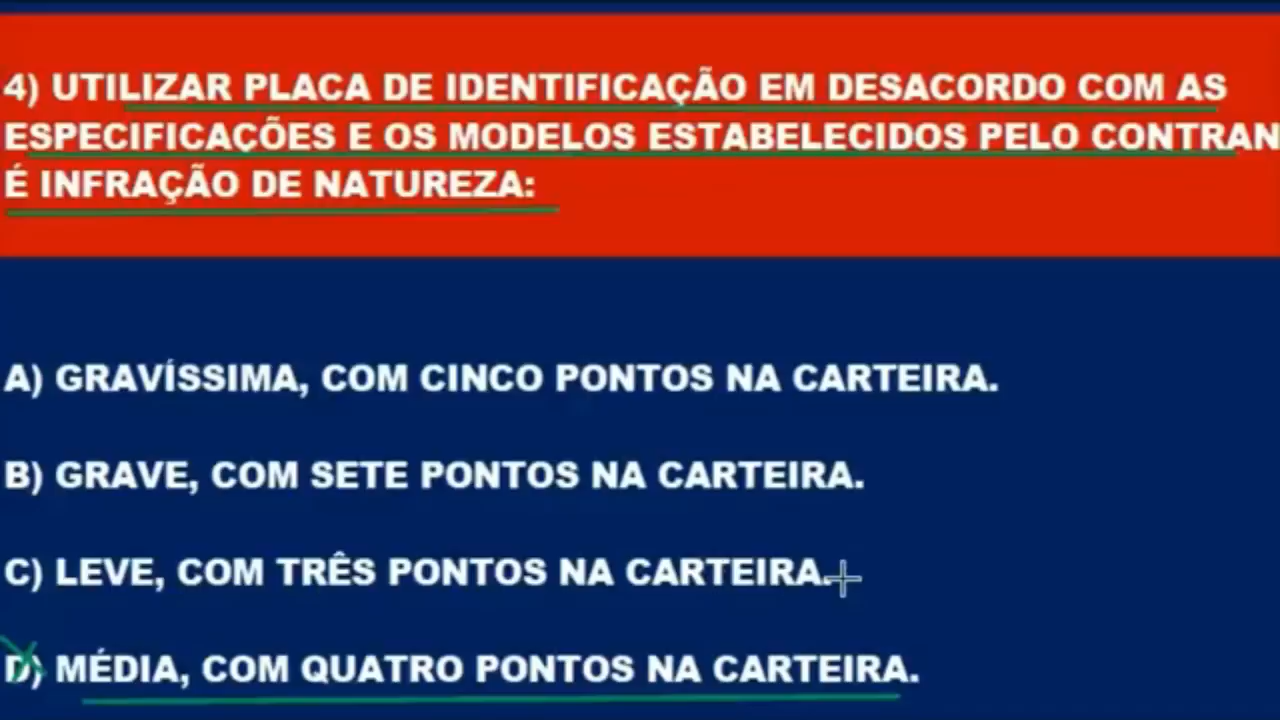 4) UTILIZAR PLACA DE IDENTIFICAÇÃO EM DESACORDO COM AS
ESPECIFICAÇÕES E OS MODELOS ESTABELECIDOS PELO CONTRAN
É INFRAÇÃO DE NATUREZA:
A) GRAVÍSSIMA, COM CINCO PONTOS NA CARTEIRA.
B) GRAVE, COM SETE PONTOS NA CARTEIRA.
C) LEVE, COM TRÊS PONTOS NA CARTEIRA.
D) MÉDIA, COM QUATRO PONTOS NA CARTEIRA.